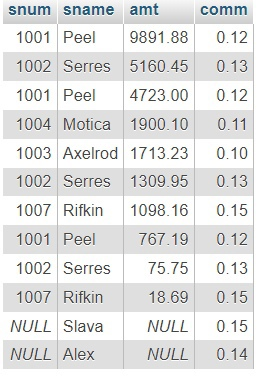 snum sname amt comm
1001 Peel 9891.88 0.12
1002 Serres 5160.45 0.13
1001 Peel 4723.00 0.12
1004 Motica 1900.10 0.11
1003 Axelrod 1713.23 0.10
1002 Serres 1309.95 0.13
1007 Rifkin 1098.16 0.15
1001 Peel 767.19 0.12
1002 Serres 75.75 0.13
1007 Rifkin 18.69 0.15
NULL Slava NULL 0.15
NULL Alex NULL 0.14